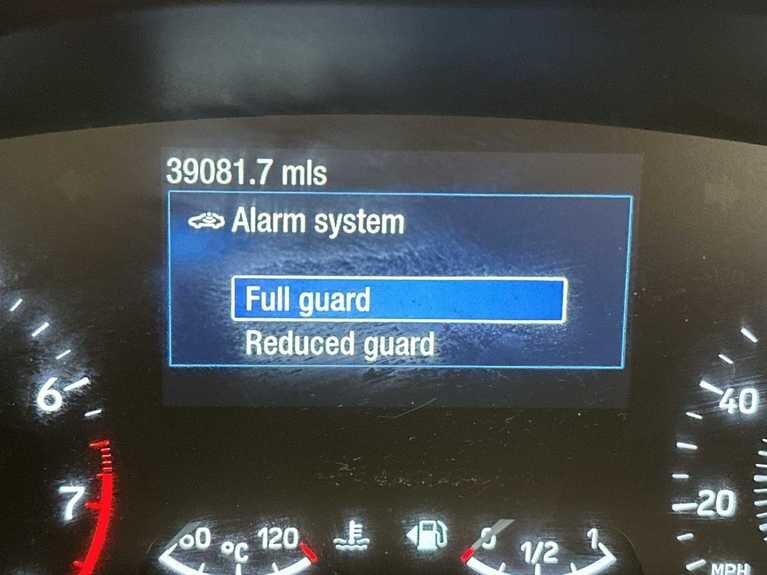 39081.7 mls
Alarm system
Full guard
Reduced guard
6
7
40
20
MPH
60 °C 120
0 1/2 1